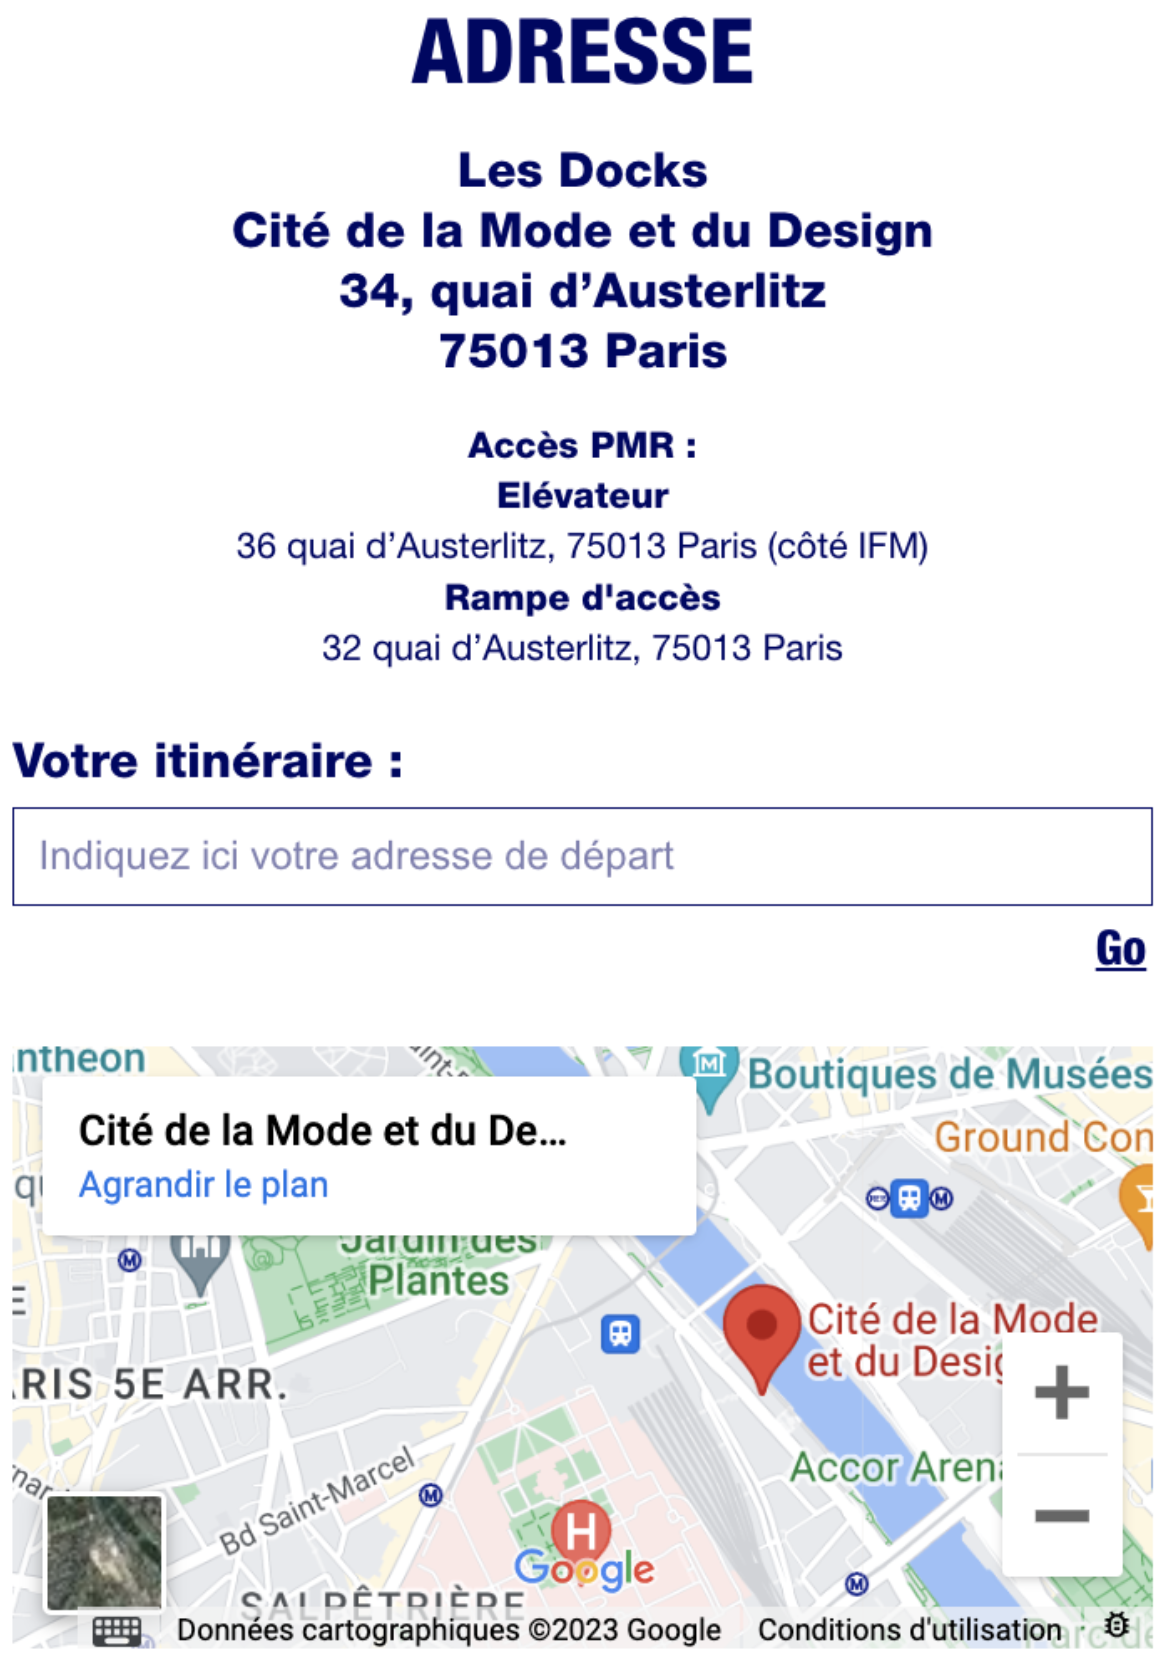 ADRESSE
Les Docks
Cité de la Mode et du Design
34, quai d’Austerlitz
75013 Paris
Accès PMR :
Elévateur
36 quai d’Austerlitz, 75013 Paris (côté IFM)
Rampe d'accès
32 quai d’Austerlitz, 75013 Paris
Votre itinéraire :
Indiquez ici votre adresse de départ
Go
ntheon
Boutiques de Musées
Cité de la Mode et du De...
Agrandir le plan
Ground Con
M
M
Jardin des
Plantes
Cité de la Mode
et du Desig
RIS 5E ARR.
Accor Arena
Bd Saint-Marcel
M
H
Google
M
SALPÊTRIÈRE
Données cartographiques ©2023 Google
Conditions d'utilisation